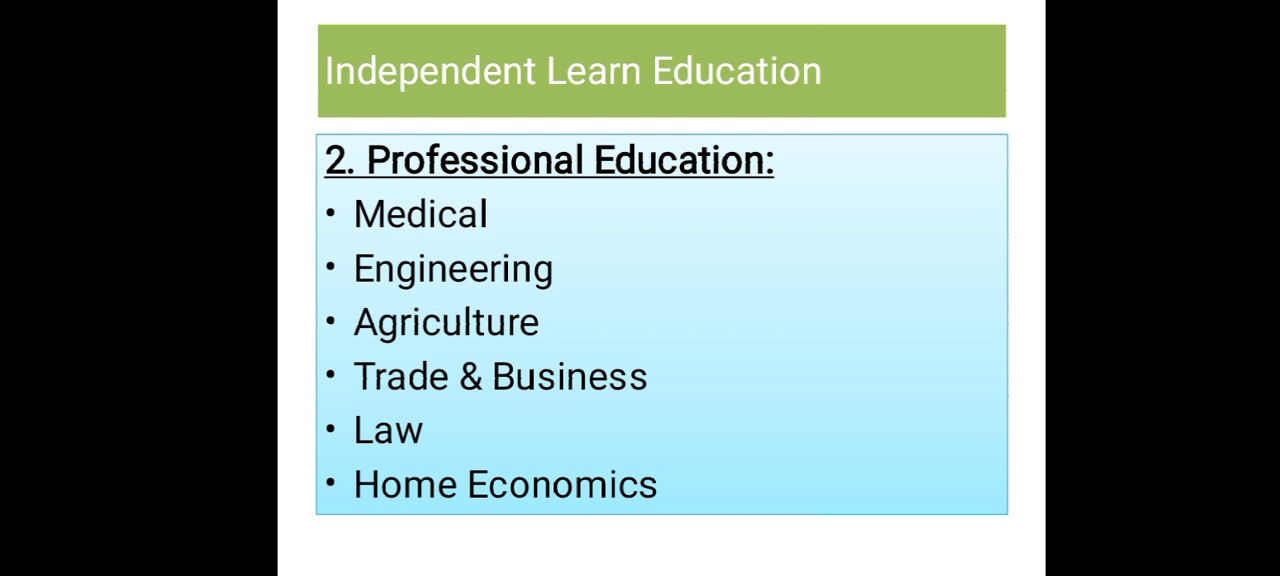 Independent Learn Education
2. Professional Education:
• Medical
• Engineering
• Agriculture
• Trade & Business
• Law
• Home Economics